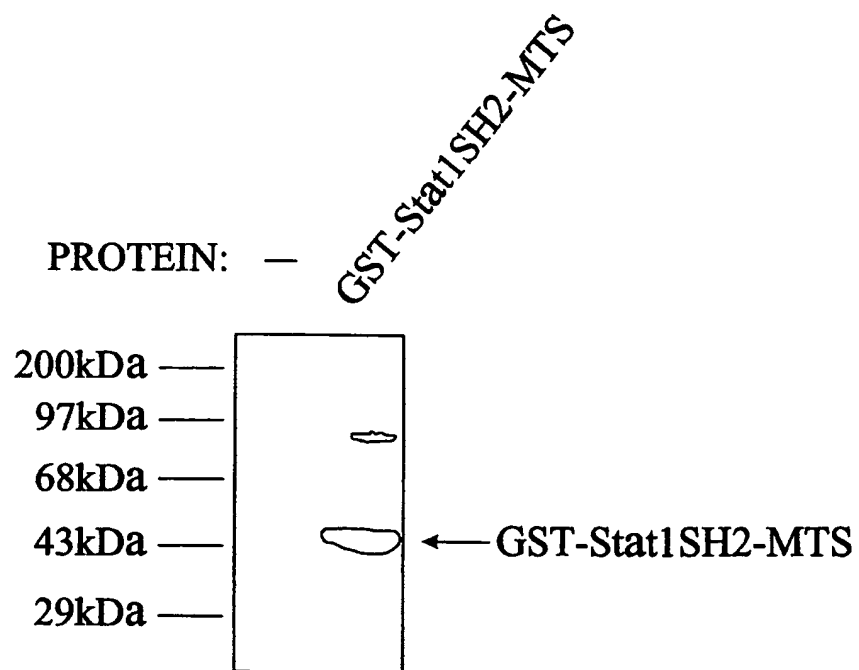 GST-Stat1SH2-MTS
PROTEIN: —
200kDa
97kDa
68kDa
43kDa
GST-Stat1SH2-MTS
29kDa